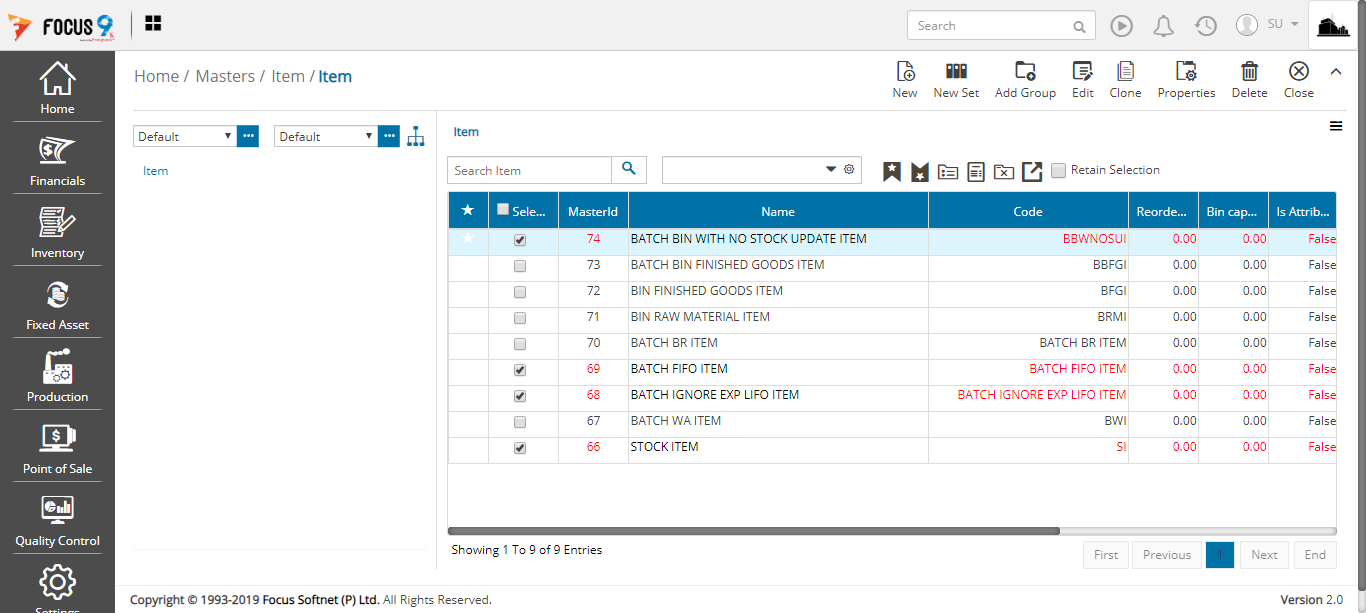 FOCUS 9
Search
SU
Home
Financials
Inventory
Fixed Asset
Production
Point of Sale
Quality Control
Settings
Home / Masters / Item / Item
New New Set Add Group Edit Clone Properties Delete Close
Default ... Default ...
Item
Item
Search Item
Retain Selection
Sele... MasterId Name Code Reorde... Bin cap... Is Attrib...
74 BATCH BIN WITH NO STOCK UPDATE ITEM BBWNOSUI 0.00 0.00 False
73 BATCH BIN FINISHED GOODS ITEM BBFGI 0.00 0.00 False
72 BIN FINISHED GOODS ITEM BFGI 0.00 0.00 False
71 BIN RAW MATERIAL ITEM BRMI 0.00 0.00 False
70 BATCH BR ITEM BATCH BR ITEM 0.00 0.00 False
69 BATCH FIFO ITEM BATCH FIFO ITEM 0.00 0.00 False
68 BATCH IGNORE EXP LIFO ITEM BATCH IGNORE EXP LIFO ITEM 0.00 0.00 False
67 BATCH WA ITEM BWI 0.00 0.00 False
66 STOCK ITEM SI 0.00 0.00 False
Showing 1 To 9 of 9 Entries
First Previous 1 Next End
Copyright © 1993-2019 Focus Softnet (P) Ltd. All Rights Reserved.
Version 2.0